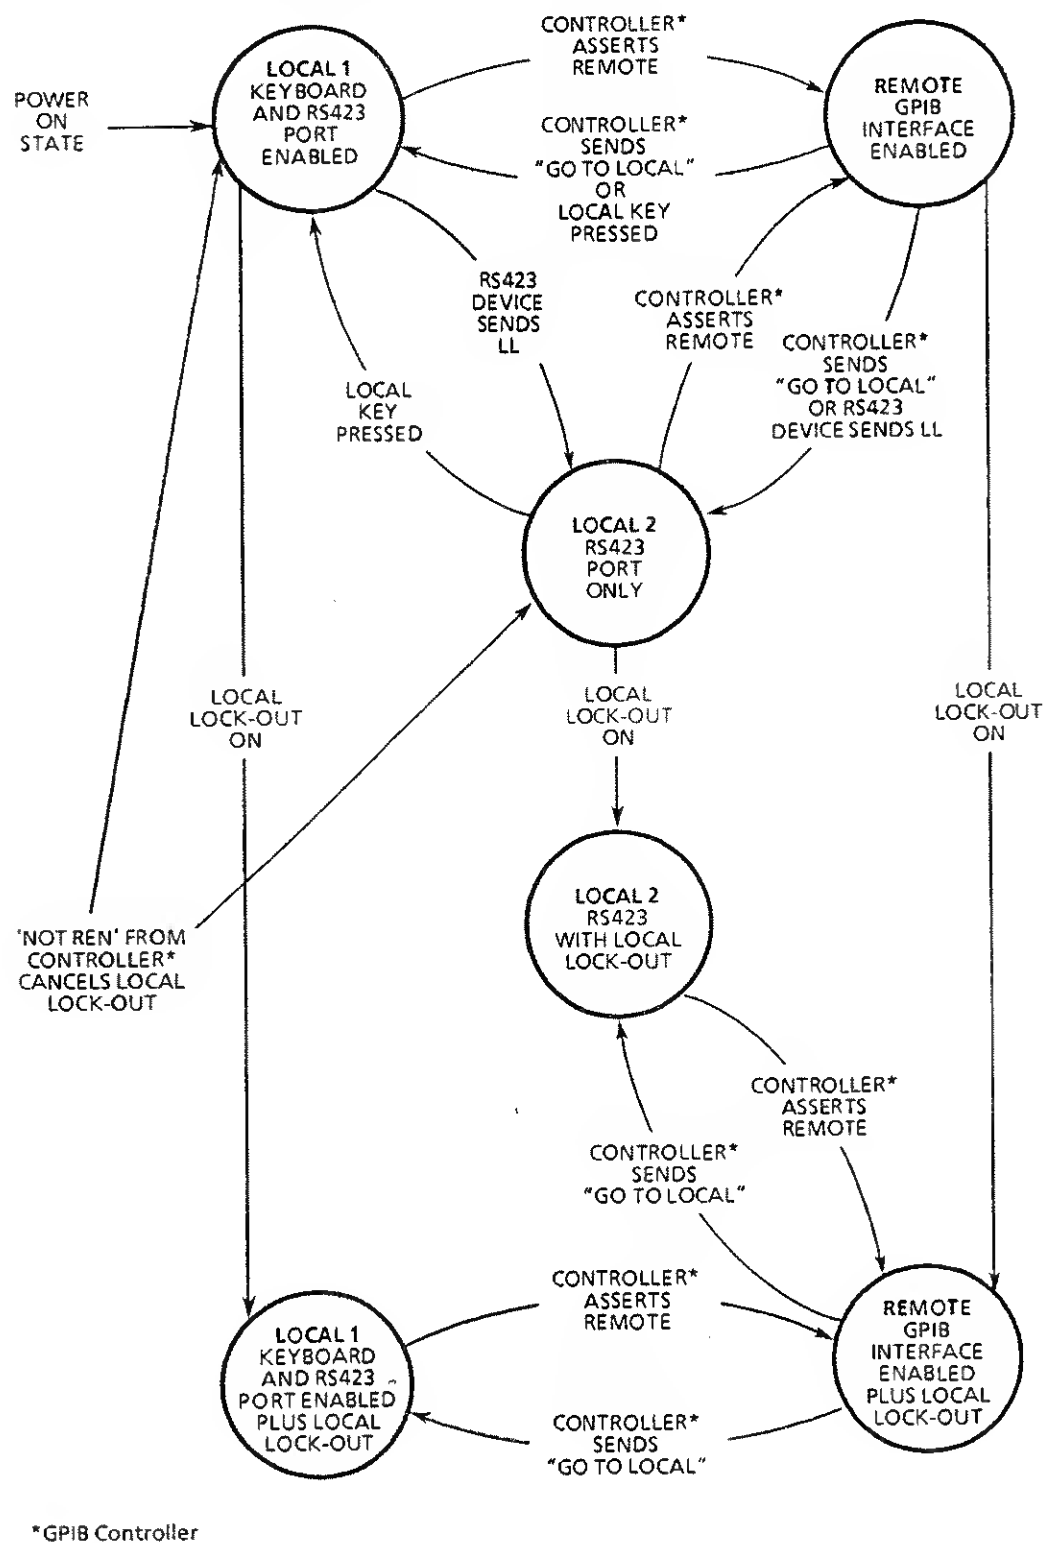 CONTROLLER*
ASSERTS
REMOTE
LOCAL 1
KEYBOARD
AND RS423
PORT
ENABLED
REMOTE
GPIB
INTERFACE
ENABLED
POWER
ON
STATE
CONTROLLER*
SENDS
"GO TO LOCAL"
OR
LOCAL KEY
PRESSED
RS423
DEVICE
SENDS
LL
CONTROLLER*
ASSERTS
REMOTE
CONTROLLER*
SENDS
"GO TO LOCAL"
OR RS423
DEVICE SENDS LL
LOCAL
KEY
PRESSED
LOCAL 2
RS423
PORT
ONLY
LOCAL
LOCK-OUT
ON
LOCAL
LOCK-OUT
ON
LOCAL
LOCK-OUT
ON
LOCAL 2
RS423
WITH LOCAL
LOCK-OUT
'NOT REN' FROM
CONTROLLER*
CANCELS LOCAL
LOCK-OUT
CONTROLLER*
ASSERTS
REMOTE
CONTROLLER*
SENDS
"GO TO LOCAL"
CONTROLLER*
ASSERTS
REMOTE
LOCAL 1
KEYBOARD
AND RS423
PORT ENABLED
PLUS LOCAL
LOCK-OUT
REMOTE
GPIB
INTERFACE
ENABLED
PLUS LOCAL
LOCK-OUT
CONTROLLER*
SENDS
"GO TO LOCAL"
*GPIB Controller